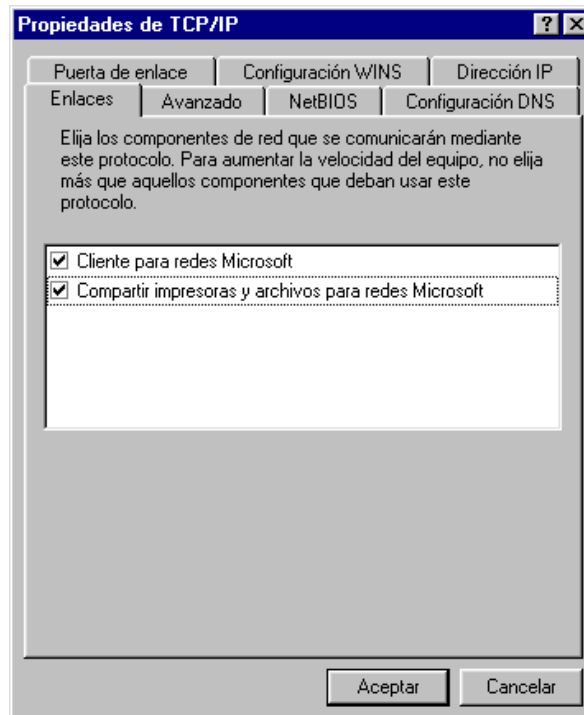 Propiedades de TCP/IP
Puerta de enlace
Configuración WINS
Dirección IP
Enlaces
Avanzado
NetBIOS
Configuración DNS
Elija los componentes de red que se comunicarán mediante
este protocolo. Para aumentar la velocidad del equipo, no elija
más que aquellos componentes que deban usar este
protocolo.
Cliente para redes Microsoft
Compartir impresoras y archivos para redes Microsoft
Aceptar
Cancelar